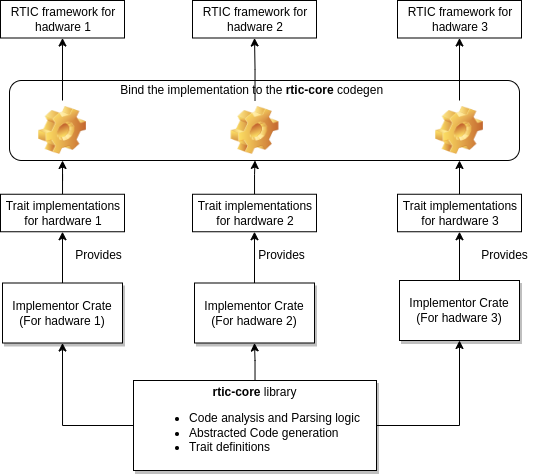 RTIC framework for
hadware 1
RTIC framework for
hadware 2
RTIC framework for
hadware 3
Bind the implementation to the rtic-core codegen
Trait implementations
for hardware 1
Trait implementations
for hardware 2
Trait implementations
for hardware 3
Provides
Provides
Provides
Implementor Crate
(For hadware 1)
Implementor Crate
(For hadware 2)
Implementor Crate
(For hadware 3)
rtic-core library
• Code analysis and Parsing logic
• Abstracted Code generation
• Trait definitions